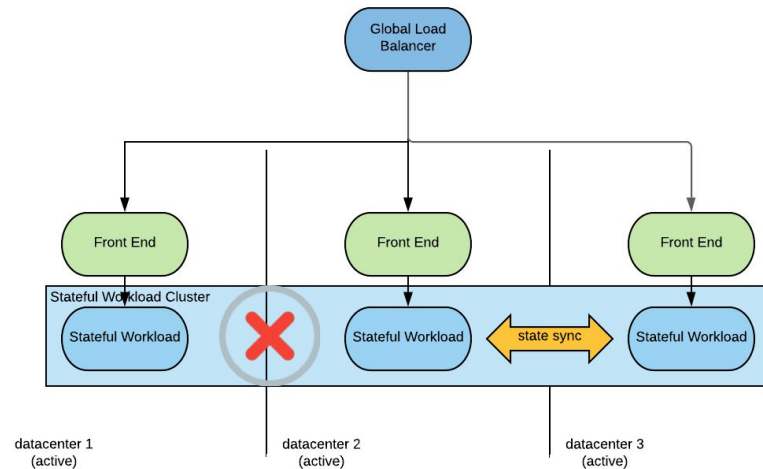 Global Load
Balancer
Front End
Front End
Front End
Stateful Workload Cluster
Stateful Workload
Stateful Workload
state sync
Stateful Workload
datacenter 1
(active)
datacenter 2
(active)
datacenter 3
(active)